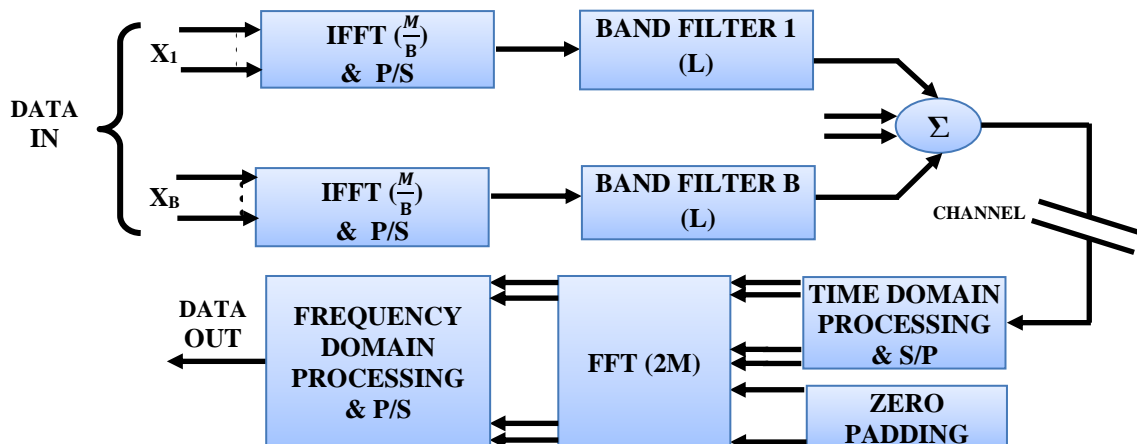 DATA
IN
X1
IFFT (M/B)
& P/S
BAND FILTER 1
(L)
Σ
XB
IFFT (M/B)
& P/S
BAND FILTER B
(L)
CHANNEL
DATA
OUT
FREQUENCY
DOMAIN
PROCESSING
& P/S
FFT (2M)
TIME DOMAIN
PROCESSING
& S/P
ZERO
PADDING